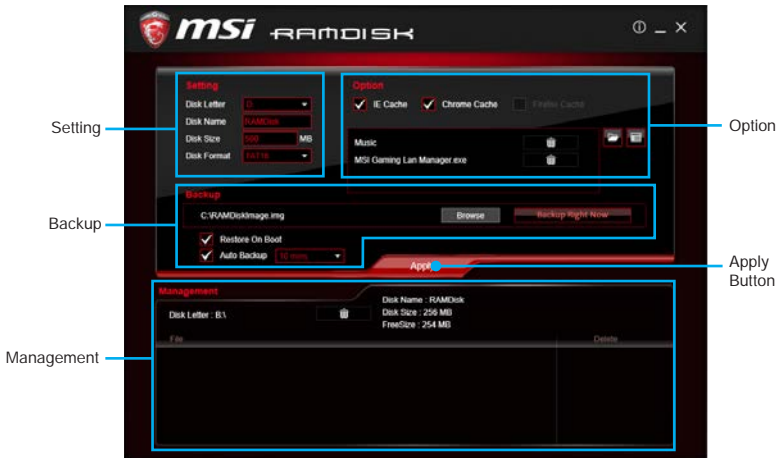 msi RAMDISK
Setting
Option
Disk Letter D
IE Cache
Chrome Cache
Firefox Cache
Disk Name RAMDisk
Disk Size 500 MB
Disk Format FAT16
Music
MSI Gaming Lan Manager.exe
Setting
Option
Backup
C:\RAMDiskImage.img
Browse
Backup Right Now
Restore On Boot
Auto Backup 10 mins
Backup
Apply
Apply
Button
Management
Disk Letter : B:\
Disk Name : RAMDisk
Disk Size : 256 MB
FreeSize : 254 MB
File
Delete
Management